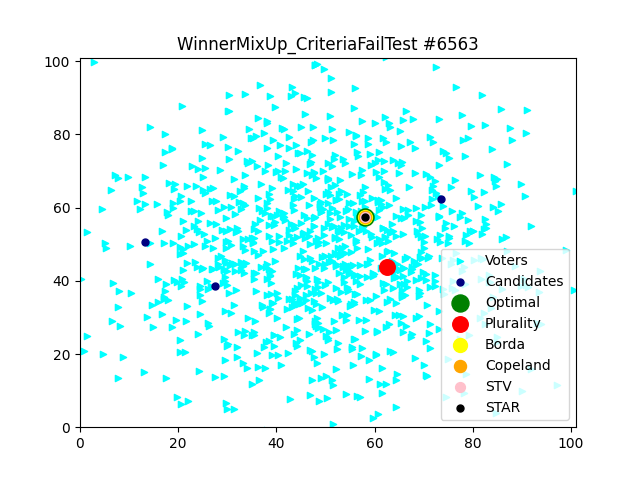 WinnerMixUp_CriteriaFailTest #6563
100
80
60
40
20
0
0 20 40 60 80 100
Voters
Candidates
Optimal
Plurality
Borda
Copeland
STV
STAR